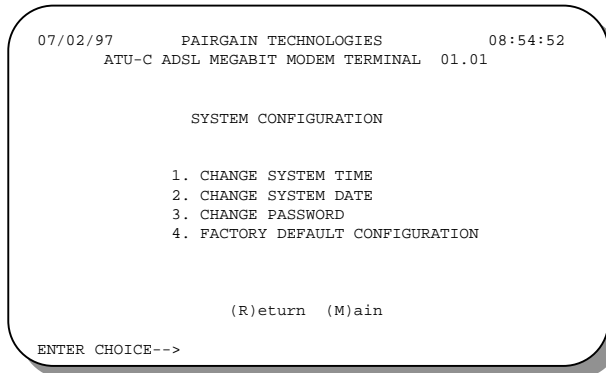 07/02/97 PAIRGAIN TECHNOLOGIES 08:54:52
ATU-C ADSL MEGABIT MODEM TERMINAL 01.01
SYSTEM CONFIGURATION
1. CHANGE SYSTEM TIME
2. CHANGE SYSTEM DATE
3. CHANGE PASSWORD
4. FACTORY DEFAULT CONFIGURATION
(R)eturn (M)ain
ENTER CHOICE-->